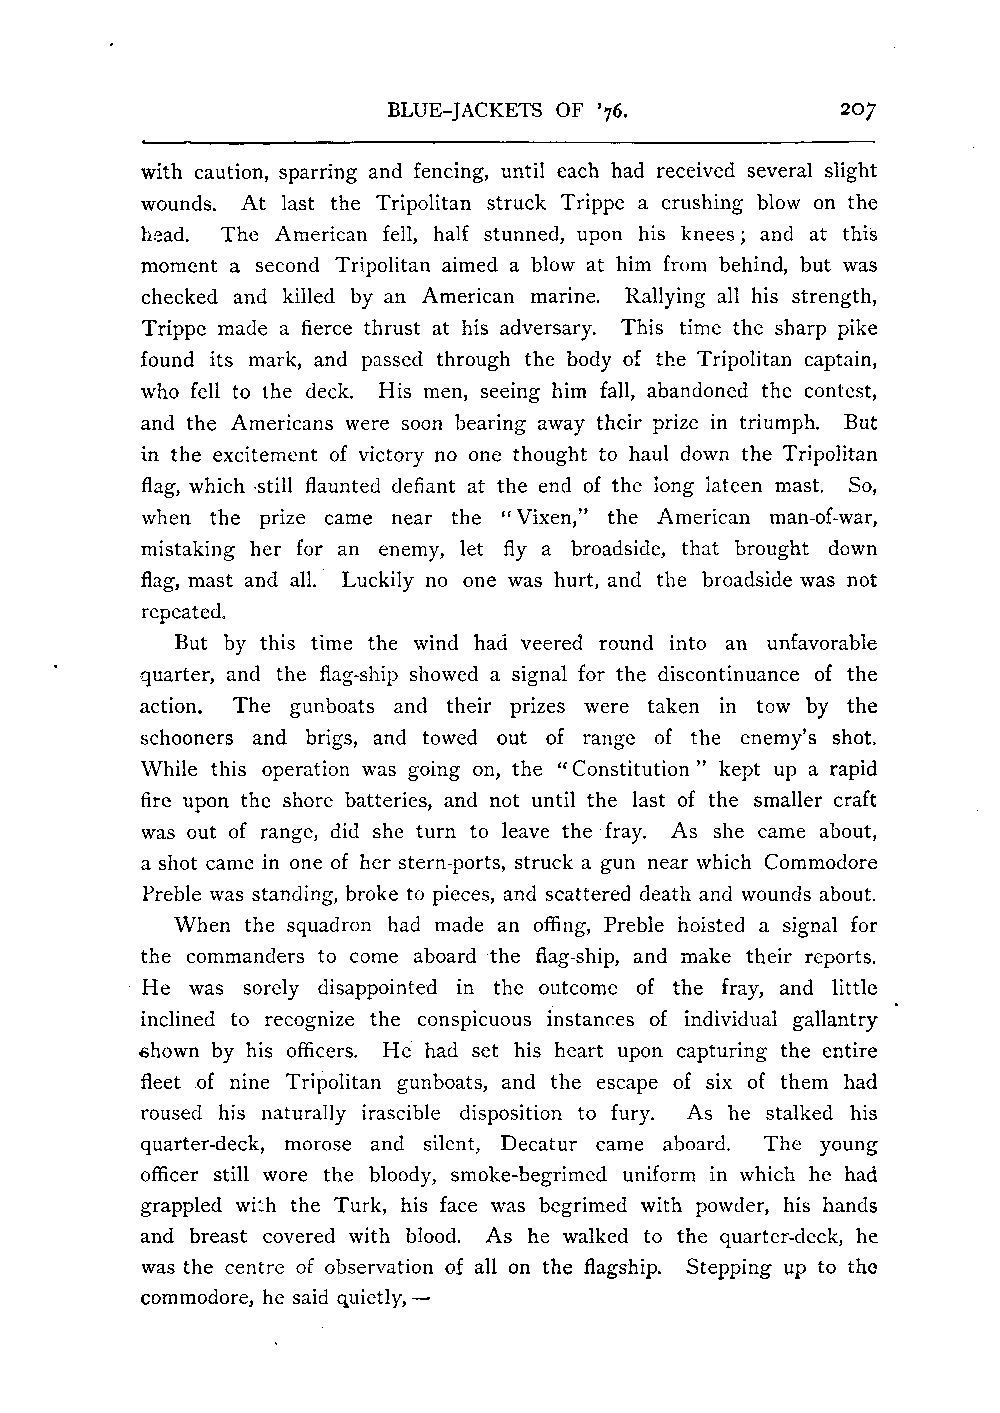 BLUE-JACKETS OF '76. 207
with caution, sparring and fencing, until each had received several slight
wounds. At last the Tripolitan struck Trippe a crushing blow on the
head. The American fell, half stunned, upon his knees; and at this
moment a second Tripolitan aimed a blow at him from behind, but was
checked and killed by an American marine. Rallying all his strength,
Trippe made a fierce thrust at his adversary. This time the sharp pike
found its mark, and passed through the body of the Tripolitan captain,
who fell to the deck. His men, seeing him fall, abandoned the contest,
and the Americans were soon bearing away their prize in triumph. But
in the excitement of victory no one thought to haul down the Tripolitan
flag, which still flaunted defiant at the end of the long lateen mast. So,
when the prize came near the "Vixen," the American man-of-war,
mistaking her for an enemy, let fly a broadside, that brought down
flag, mast and all. Luckily no one was hurt, and the broadside was not
repeated.
But by this time the wind had veered round into an unfavorable
quarter, and the flag-ship showed a signal for the discontinuance of the
action. The gunboats and their prizes were taken in tow by the
schooners and brigs, and towed out of range of the enemy's shot.
While this operation was going on, the "Constitution" kept up a rapid
fire upon the shore batteries, and not until the last of the smaller craft
was out of range, did she turn to leave the fray. As she came about,
a shot came in one of her stern-ports, struck a gun near which Commodore
Preble was standing, broke to pieces, and scattered death and wounds about.
When the squadron had made an offing, Preble hoisted a signal for
the commanders to come aboard the flag-ship, and make their reports.
He was sorely disappointed in the outcome of the fray, and little
inclined to recognize the conspicuous instances of individual gallantry
shown by his officers. He had set his heart upon capturing the entire
fleet of nine Tripolitan gunboats, and the escape of six of them had
roused his naturally irascible disposition to fury. As he stalked his
quarter-deck, morose and silent, Decatur came aboard. The young
officer still wore the bloody, smoke-begrimed uniform in which he had
grappled with the Turk, his face was begrimed with powder, his hands
and breast covered with blood. As he walked to the quarter-deck, he
was the centre of observation of all on the flagship. Stepping up to the
commodore, he said quietly, —